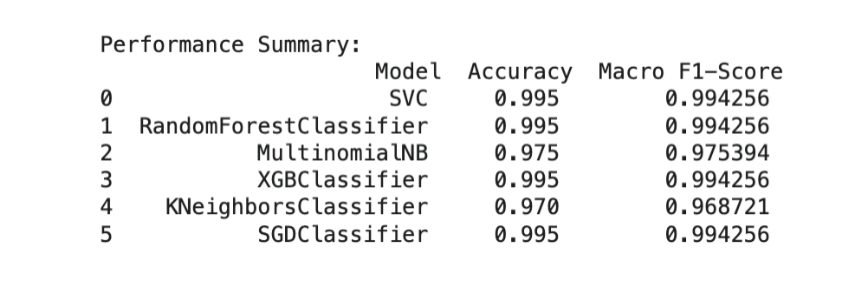 Performance Summary:
Model Accuracy Macro F1-Score
0 SVC 0.995 0.994256
1 RandomForestClassifier 0.995 0.994256
2 MultinomialNB 0.975 0.975394
3 XGBClassifier 0.995 0.994256
4 KNeighborsClassifier 0.970 0.968721
5 SGDClassifier 0.995 0.994256